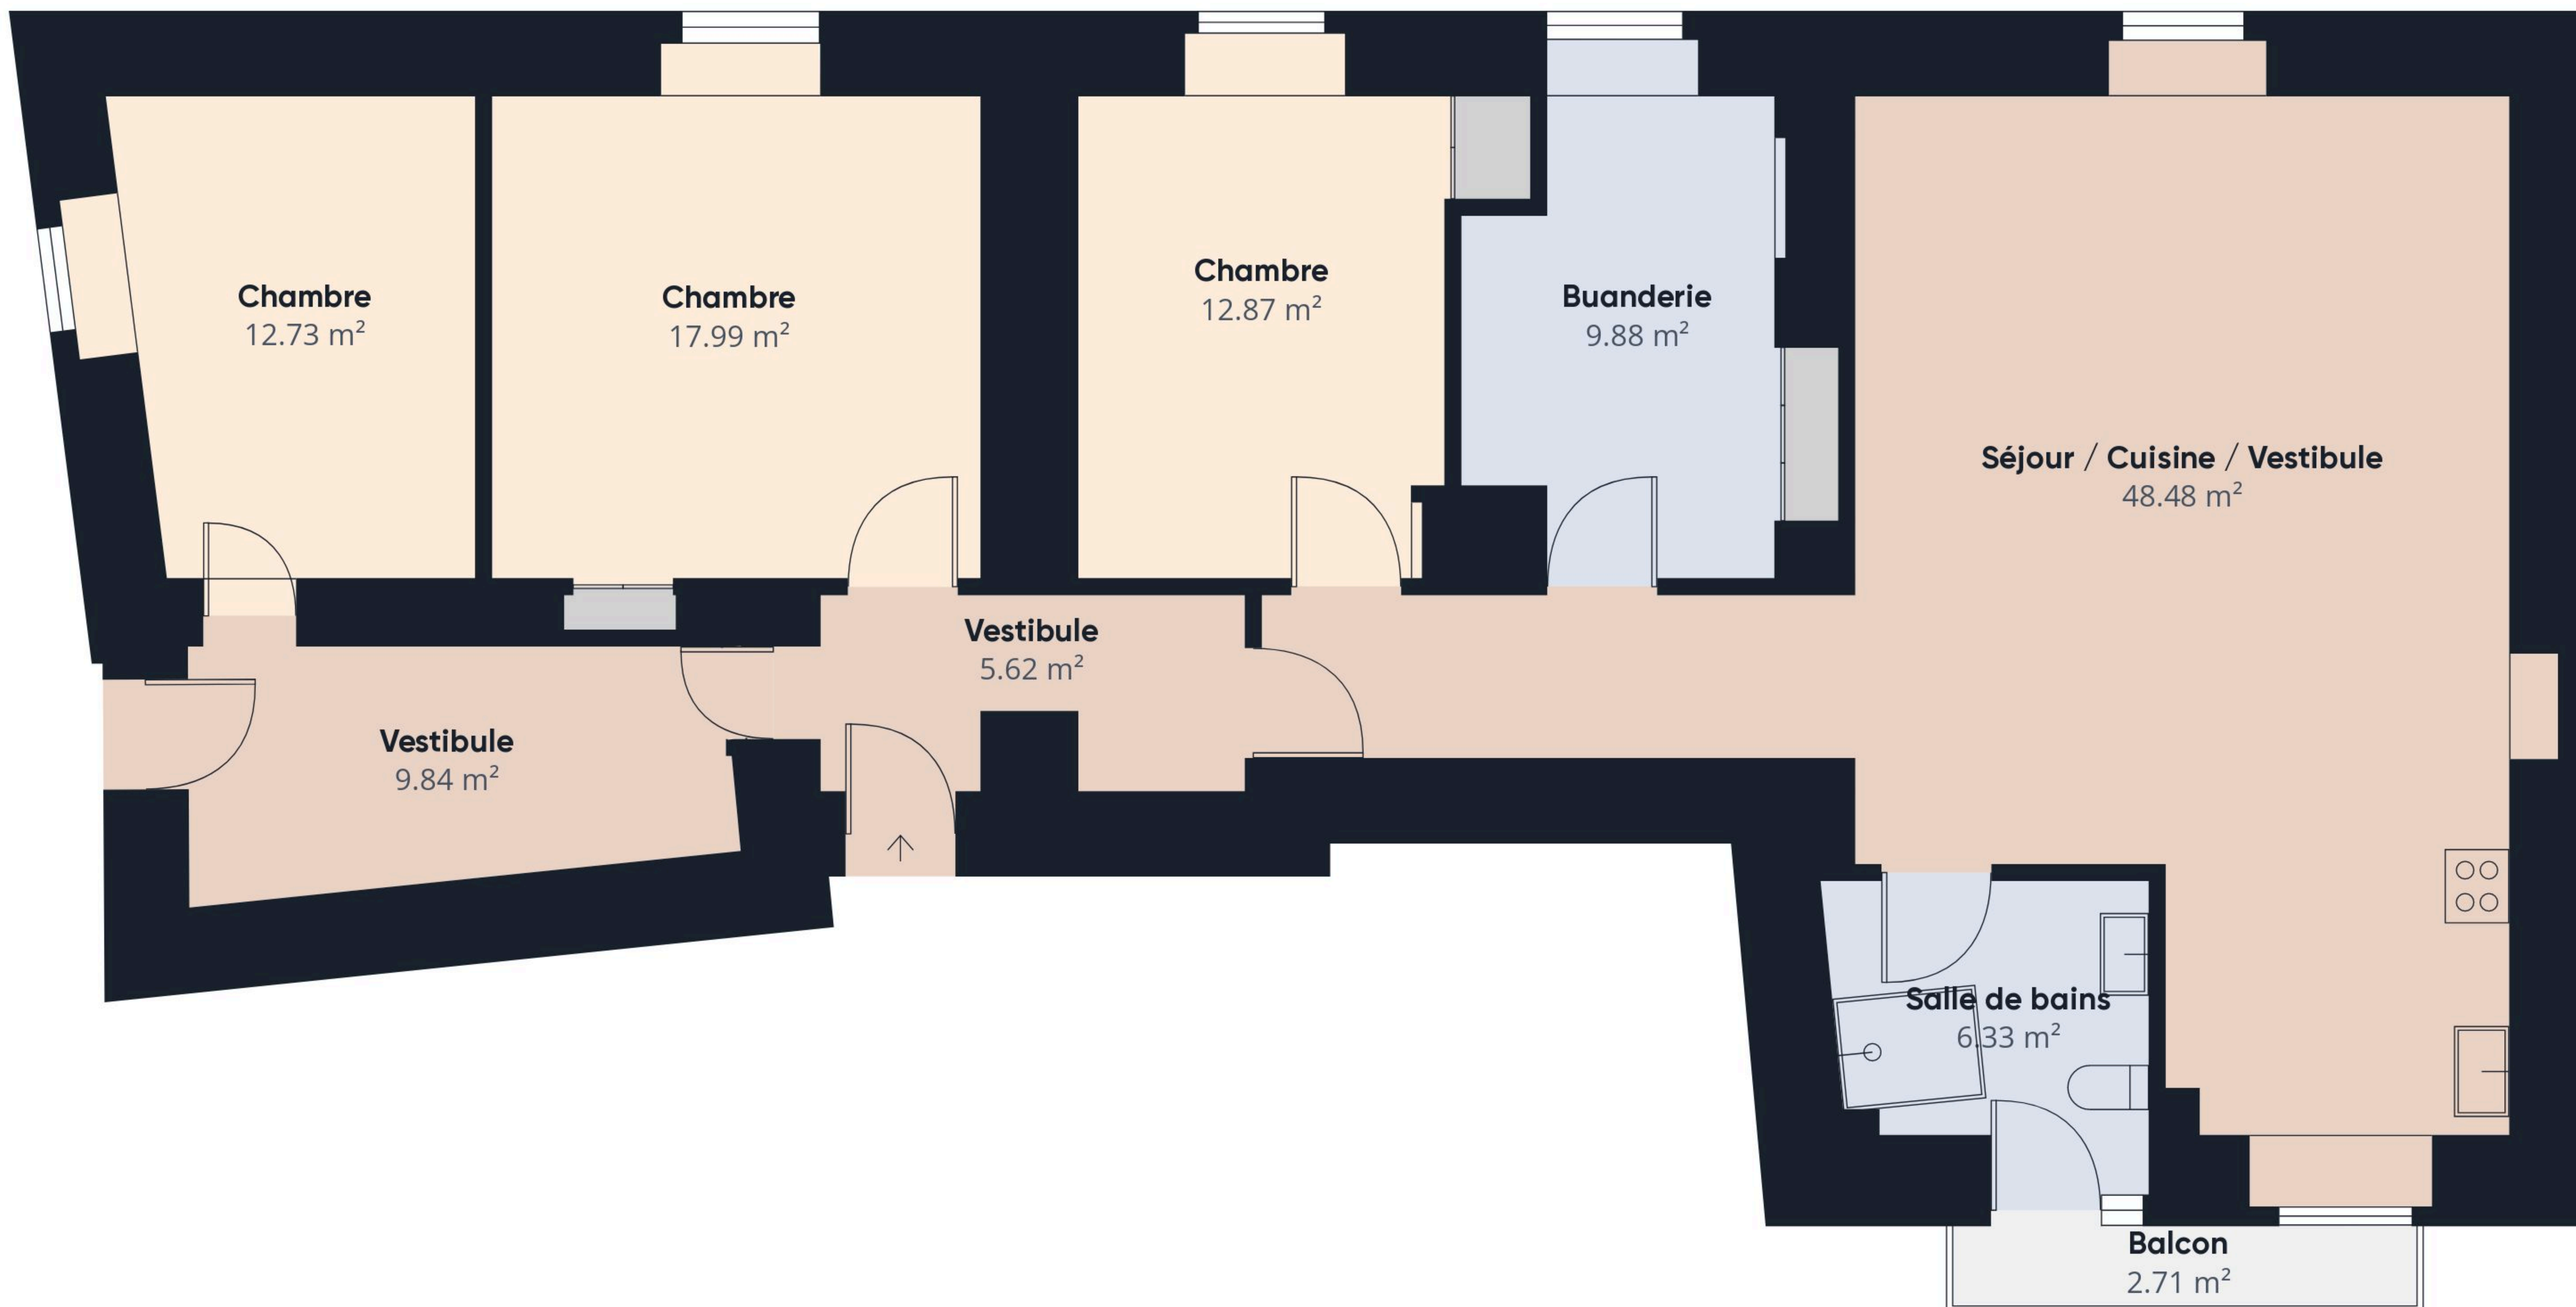 Chambre
12.73 m²
Chambre
17.99 m²
Chambre
12.87 m²
Buanderie
9.88 m²
Séjour / Cuisine / Vestibule
48.48 m²
Vestibule
5.62 m²
Vestibule
9.84 m²
Salle de bains
6.33 m²
Balcon
2.71 m²